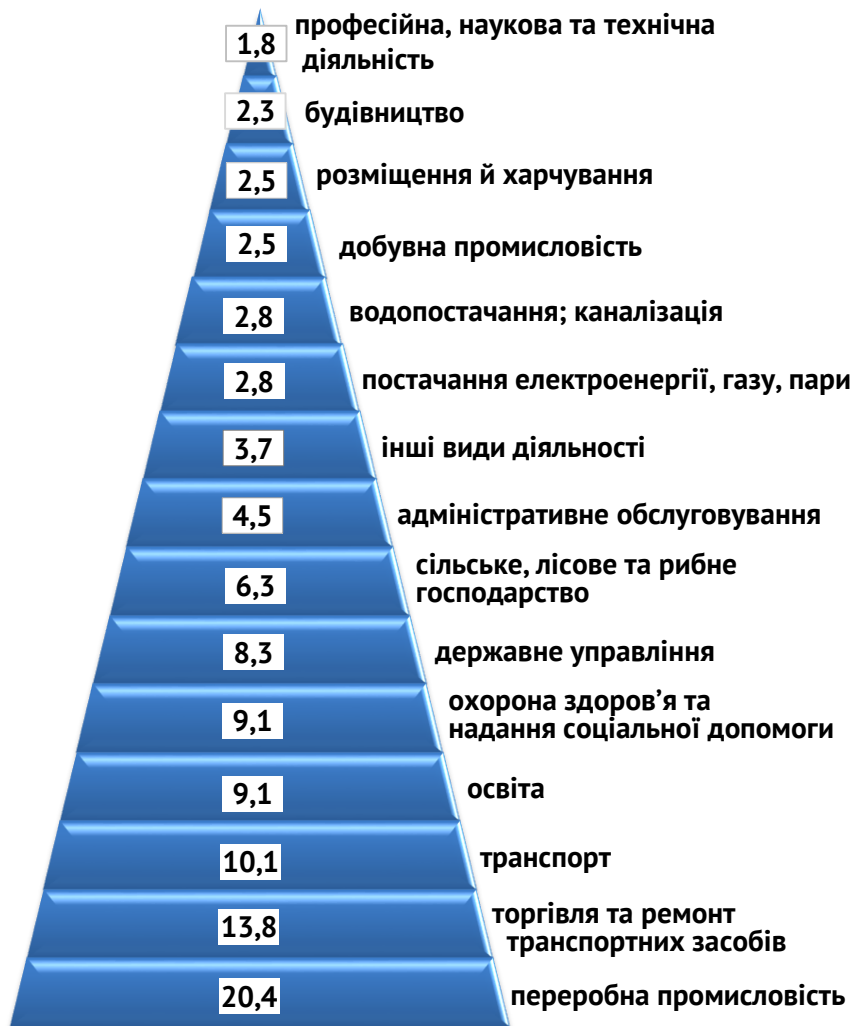 1,8
професійна, наукова та технічна
діяльність
2,3
будівництво
2,5
розміщення й харчування
2,5
добувна промисловість
2,8
водопостачання; каналізація
2,8
постачання електроенергії, газу, пари
3,7
інші види діяльності
4,5
адміністративне обслуговування
6,3
сільське, лісове та рибне
господарство
8,3
державне управління
9,1
охорона здоров’я та
надання соціальної допомоги
9,1
освіта
10,1
транспорт
13,8
торгівля та ремонт
транспортних засобів
20,4
переробна промисловість